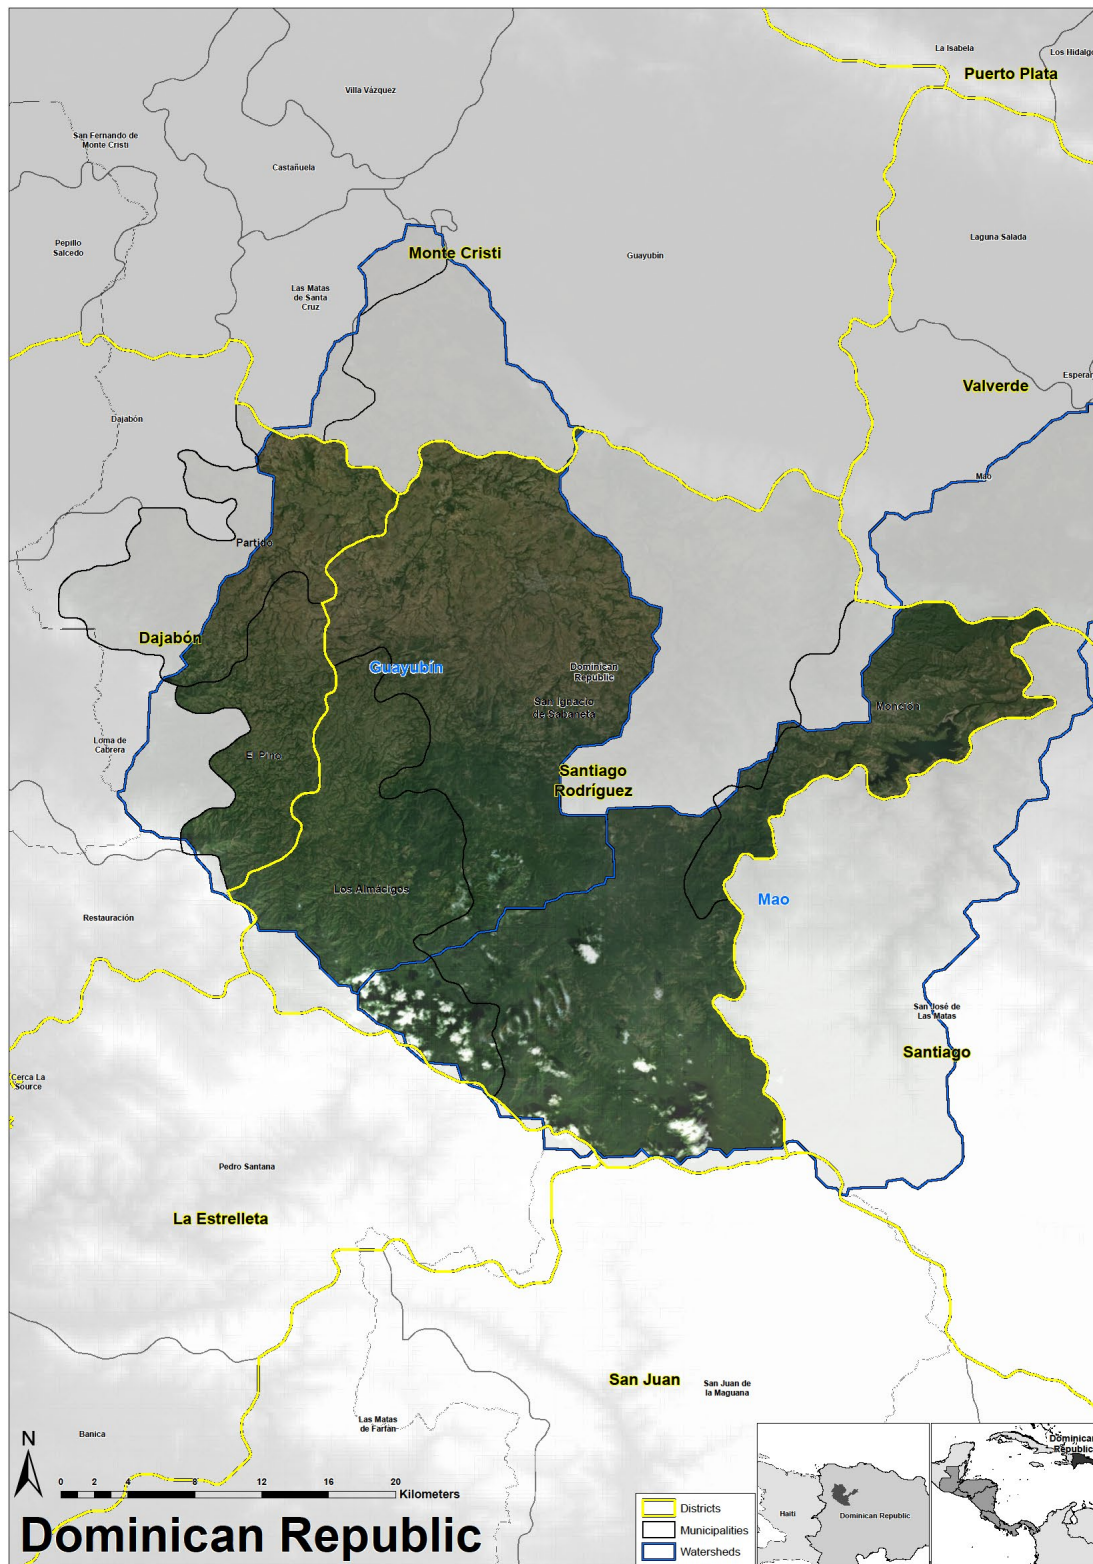 La Isabela
Los Hidalgo
Puerto Plata
Villa Vázquez
San Fernando de
Monte Cristi
Castañuela
Pepillo
Salcedo
Monte Cristi
Guayubín
Laguna Salada
Las Matas
de Santa
Cruz
Esperan
Valverde
Dajabón
Mao
Partido
Dajabón
Guayubín
Dominican
Republic
San Ignacio
de Sabaneta
Monción
Loma de
Cabrera
El Pino
Santiago
Rodríguez
Los Almácigos
Mao
Restauración
San José de
Las Matas
Santiago
Cerca La
Source
Pedro Santana
La Estrelleta
San Juan
San Juan de
la Maguana
Las Matas
de Farfán
Banica
N
0 2 4 8 12 16 20
Kilometers
Dominican Republic
Districts
Municipalities
Watersheds
Haiti
Dominican Republic
Dominican
Republic